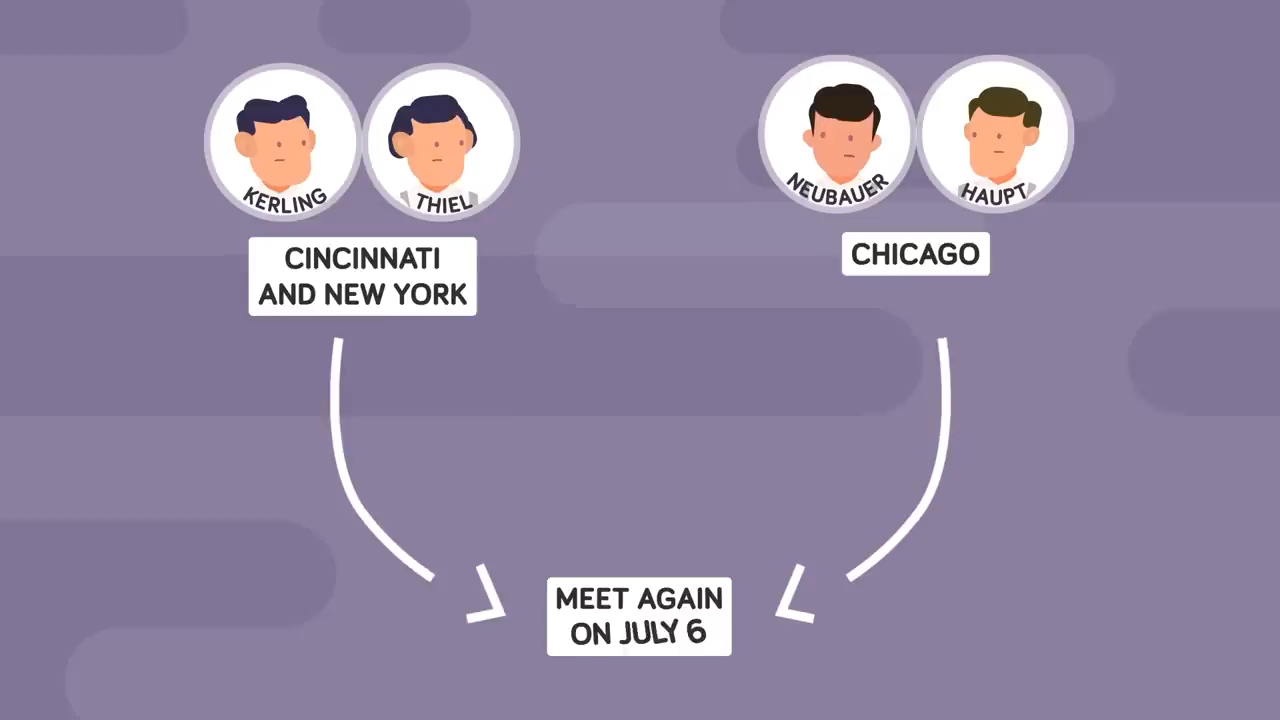 KERLING
THIEL
NEUBAUER
HAUPT
CINCINNATI
AND NEW YORK
CHICAGO
MEET AGAIN
ON JULY 6